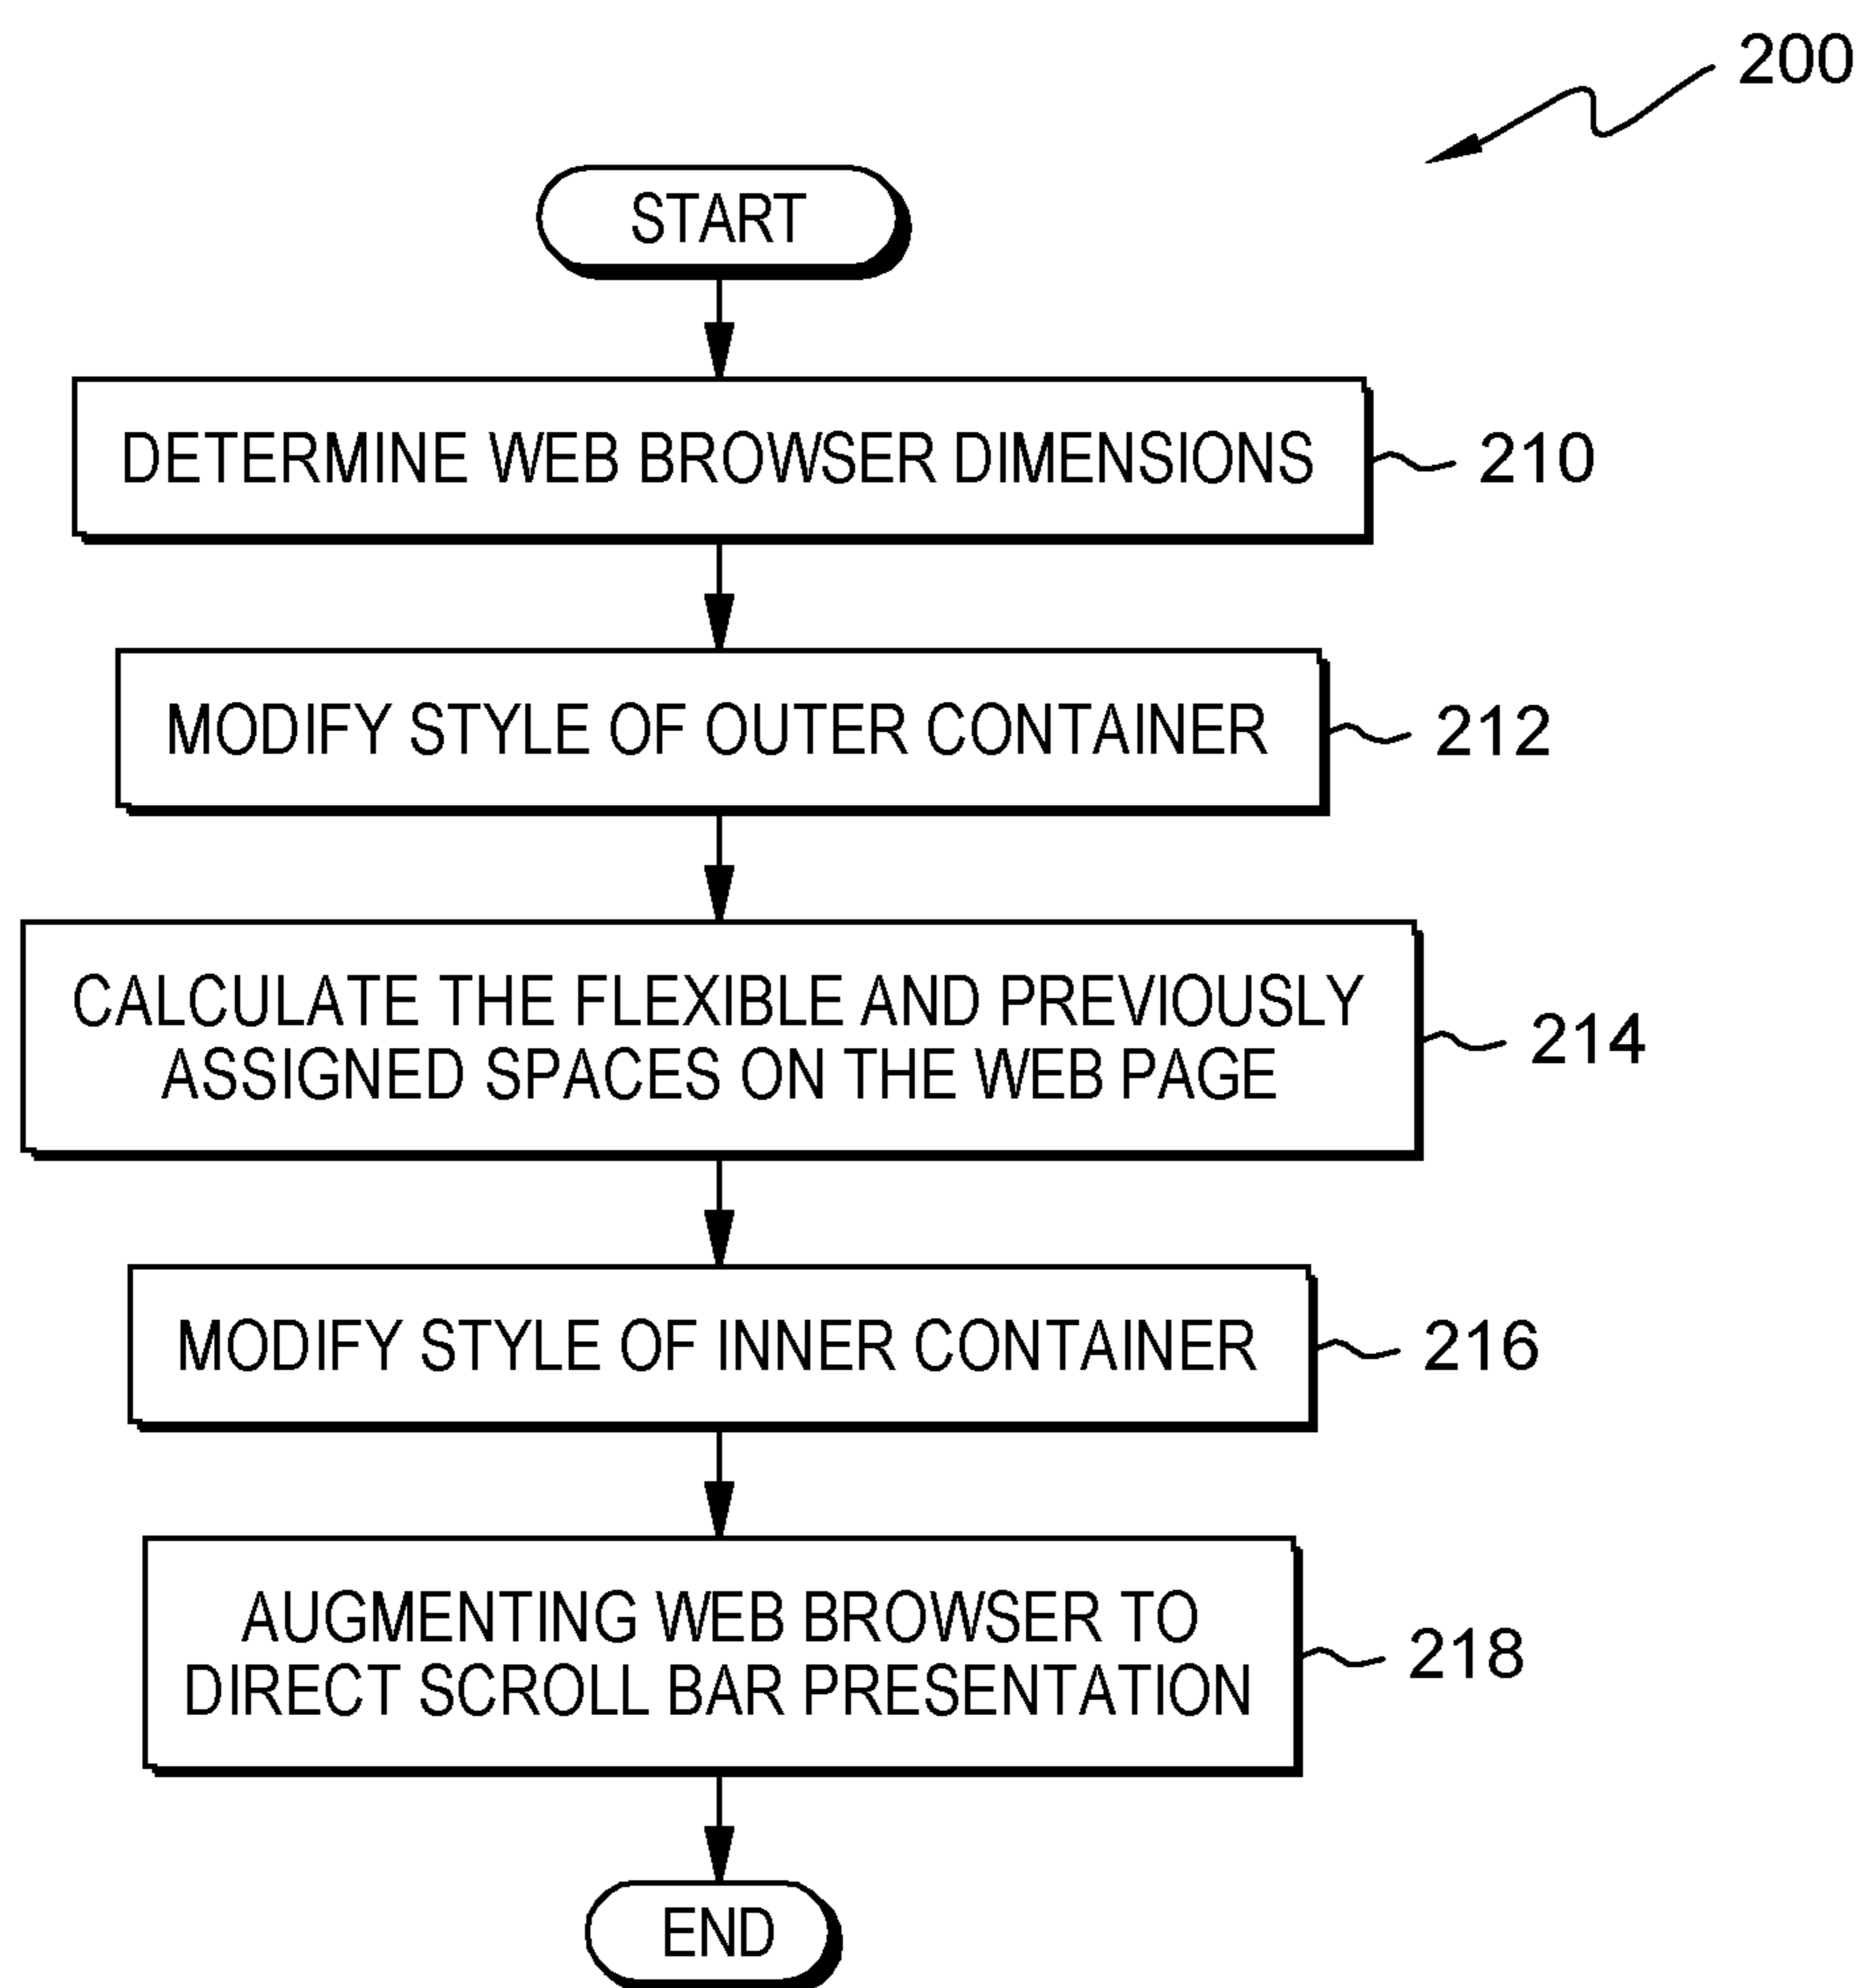 200
START
DETERMINE WEB BROWSER DIMENSIONS
210
MODIFY STYLE OF OUTER CONTAINER
212
CALCULATE THE FLEXIBLE AND PREVIOUSLY
ASSIGNED SPACES ON THE WEB PAGE
214
MODIFY STYLE OF INNER CONTAINER
216
AUGMENTING WEB BROWSER TO
DIRECT SCROLL BAR PRESENTATION
218
END